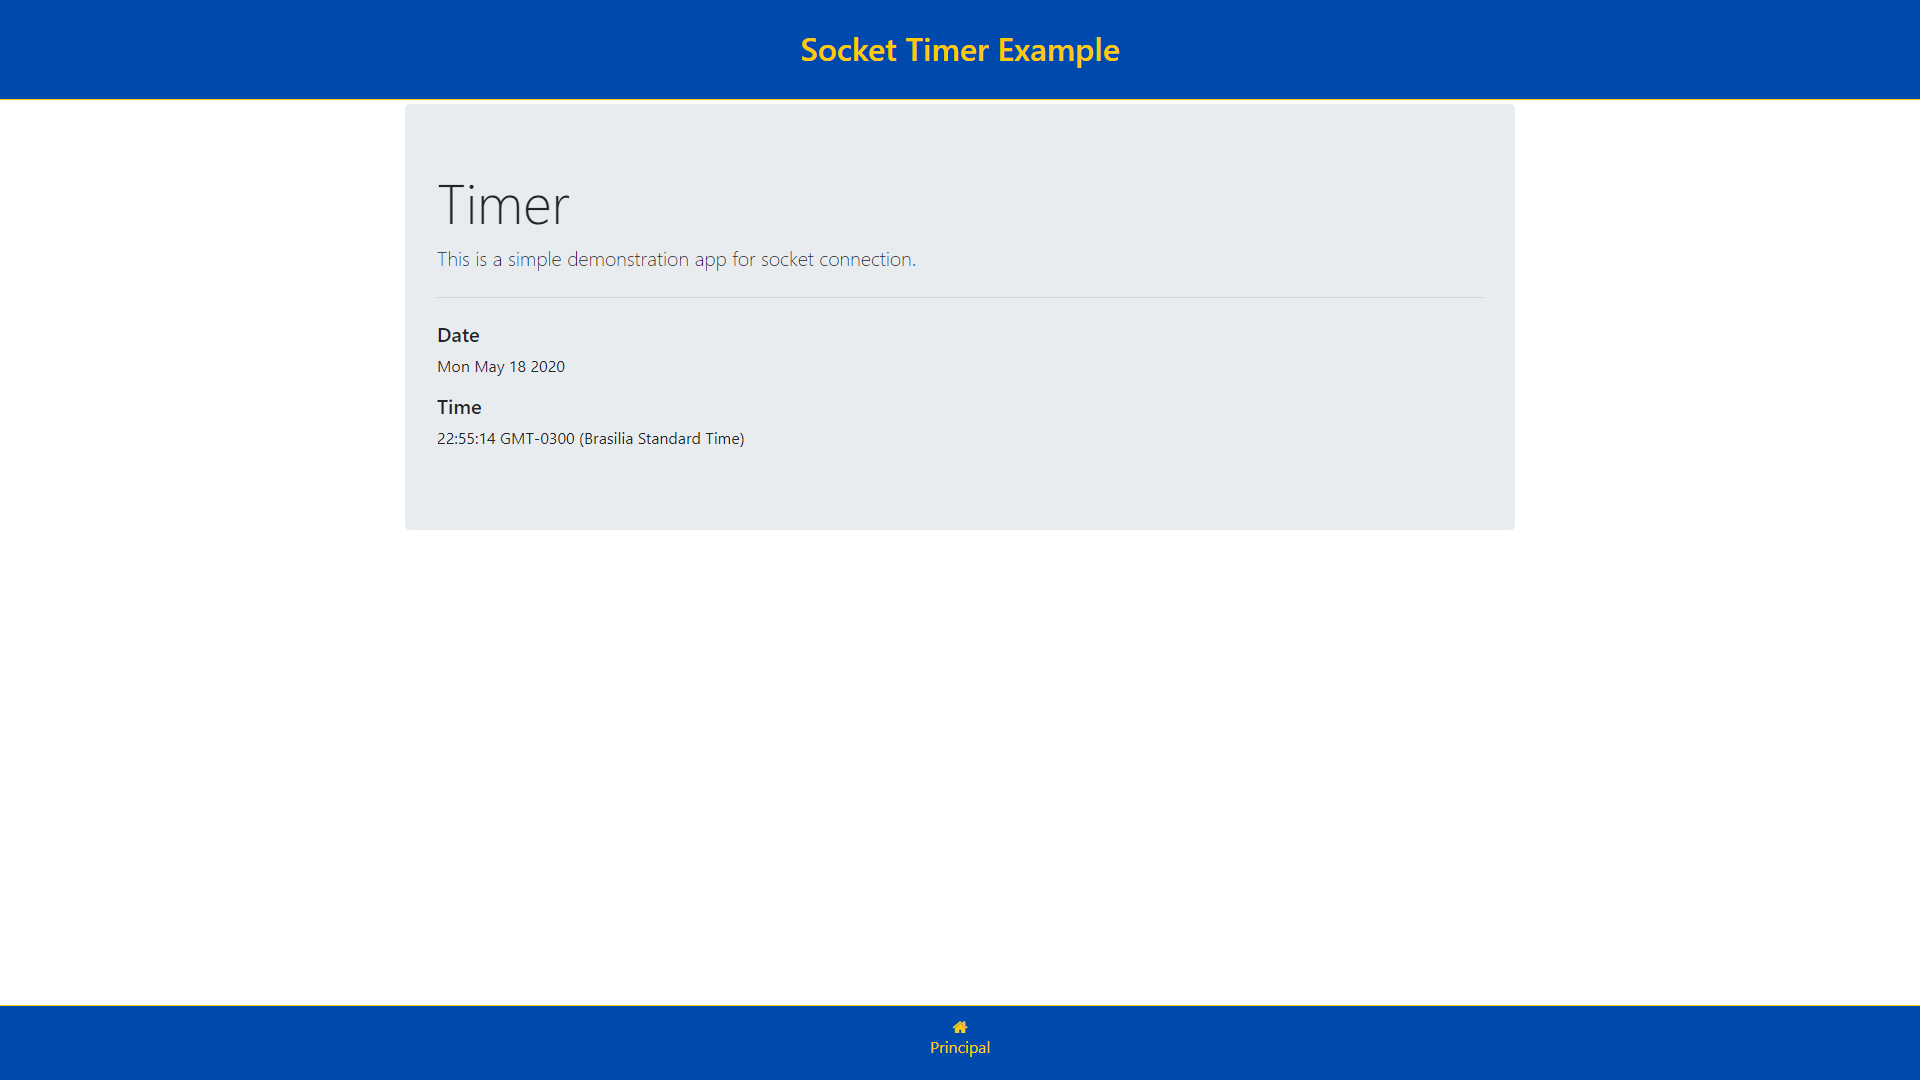 Socket Timer Example
Timer
This is a simple demonstration app for socket connection.
Date
Mon May 18 2020
Time
22:55:14 GMT-0300 (Brasilia Standard Time)
Principal